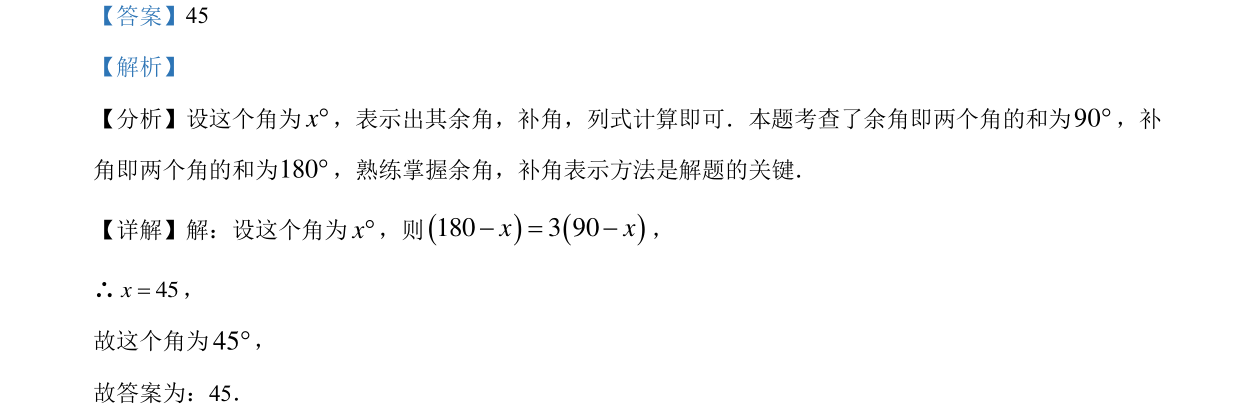 【答案】45
【解析】
【分析】设这个角为 x°，表示出其余角，补角，列式计算即可．本题考查了余角即两个角的和为90°，补
角即两个角的和为180°，熟练掌握余角，补角表示方法是解题的关键．
【详解】解：设这个角为 x°，则(180−x)=3(90−x)，
∴ x=45，
故这个角为45°，
故答案为：45．